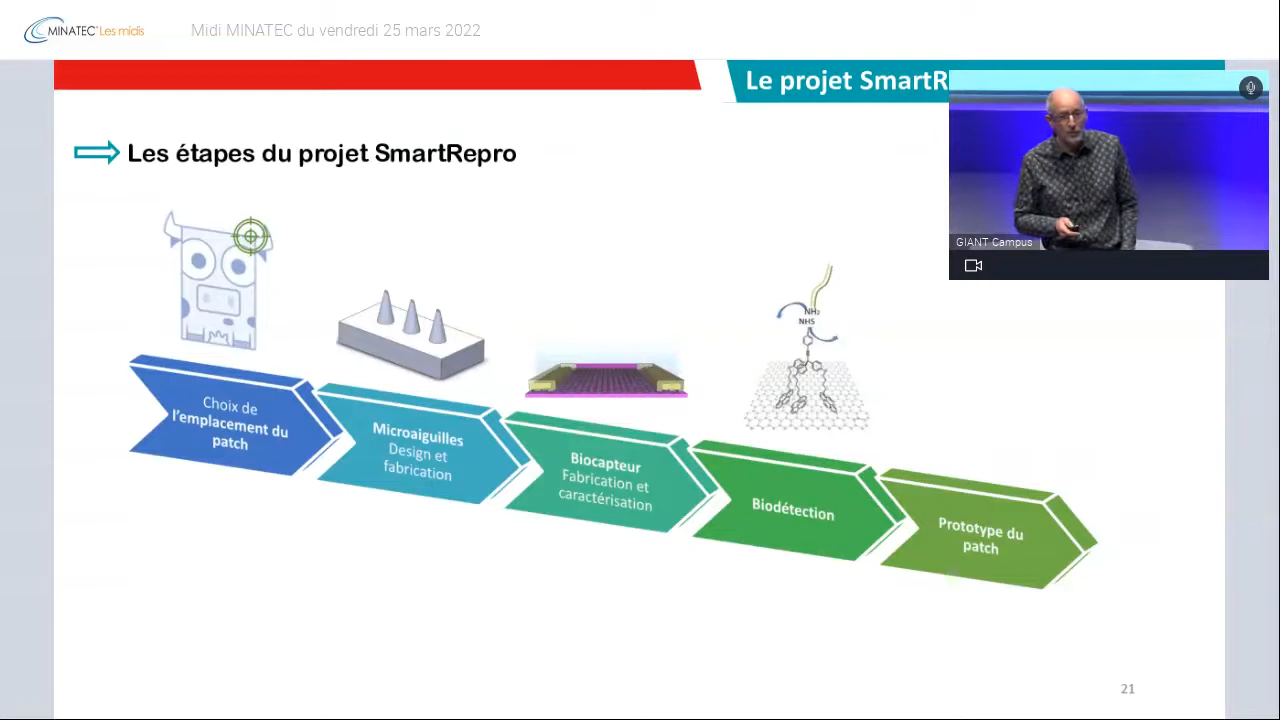 MINATEC Les midis
Midi MINATEC du vendredi 25 mars 2022
Le projet SmartR
GIANT Campus
Les étapes du projet SmartRepro
NH₂
NHS
Choix de
l'emplacement du
patch
Microaiguilles
Design et
fabrication
Biocapteur
Fabrication et
caractérisation
Biodétection
Prototype du
patch
21